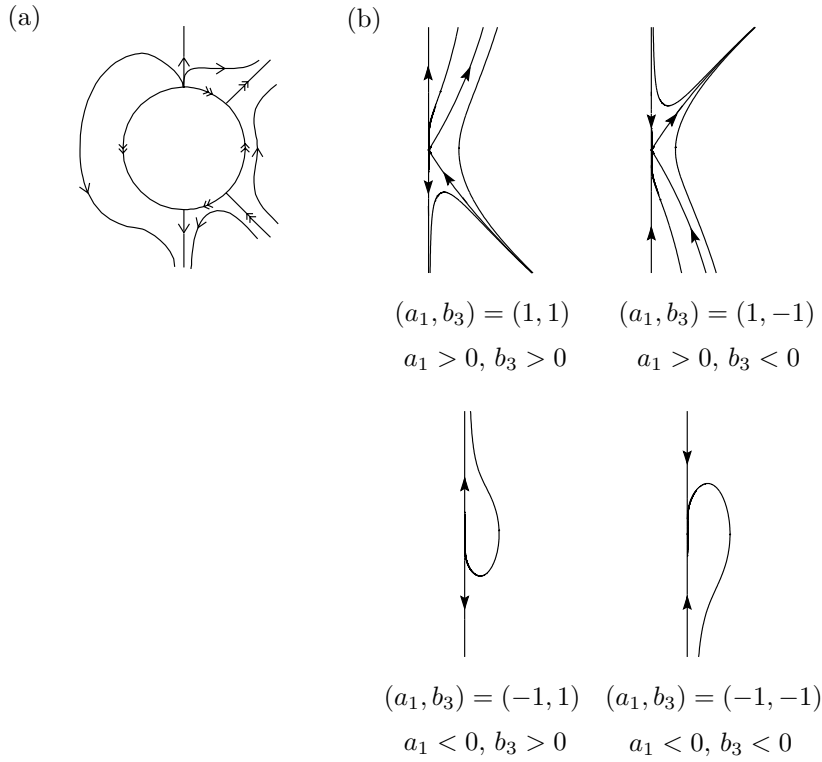 (a)
(b)
(a₁, b₃) = (1, 1)
a₁ > 0, b₃ > 0
(a₁, b₃) = (1, −1)
a₁ > 0, b₃ < 0
(a₁, b₃) = (−1, 1)
a₁ < 0, b₃ > 0
(a₁, b₃) = (−1, −1)
a₁ < 0, b₃ < 0